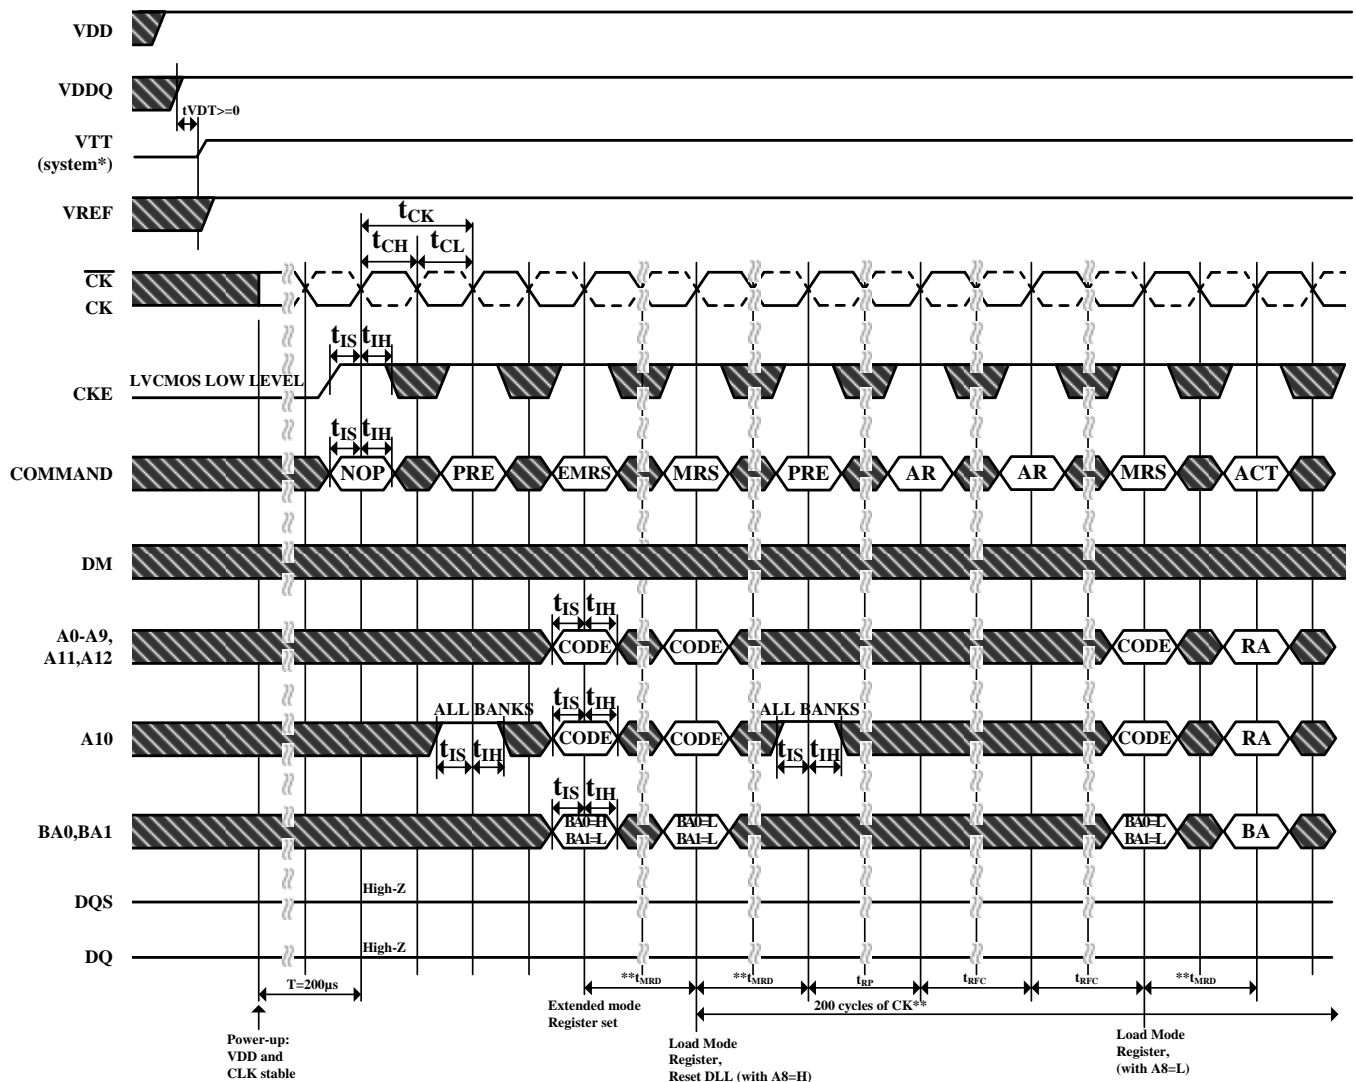 VDD
VDDQ
tVDT>=0
VTT
(system*)
VREF
tCK
tCH tCL
CK
CK
tIS tIH
LVCMOS LOW LEVEL
CKE
tIS tIH
COMMAND NOP PRE EMRS MRS PRE AR AR MRS ACT
DM
tIS tIH
A0-A9,
A11,A12
CODE CODE CODE RA
ALL BANKS tIS tIH ALL BANKS
A10 CODE CODE CODE RA
tIS tIH tIS tIH
tIS tIH
BA0,BA1
BA0=H BA0=L BA0=L
BA1=L BA1=L BA1=L
BA
High-Z
DQS
High-Z
DQ
T=200µs
**tMRD **tMRD tRP tRFC tRFC **tMRD
Extended mode
Register set
200 cycles of CK**
Power-up:
VDD and
CLK stable
Load Mode
Register,
Reset DLL (with A8=H)
Load Mode
Register,
(with A8=L)